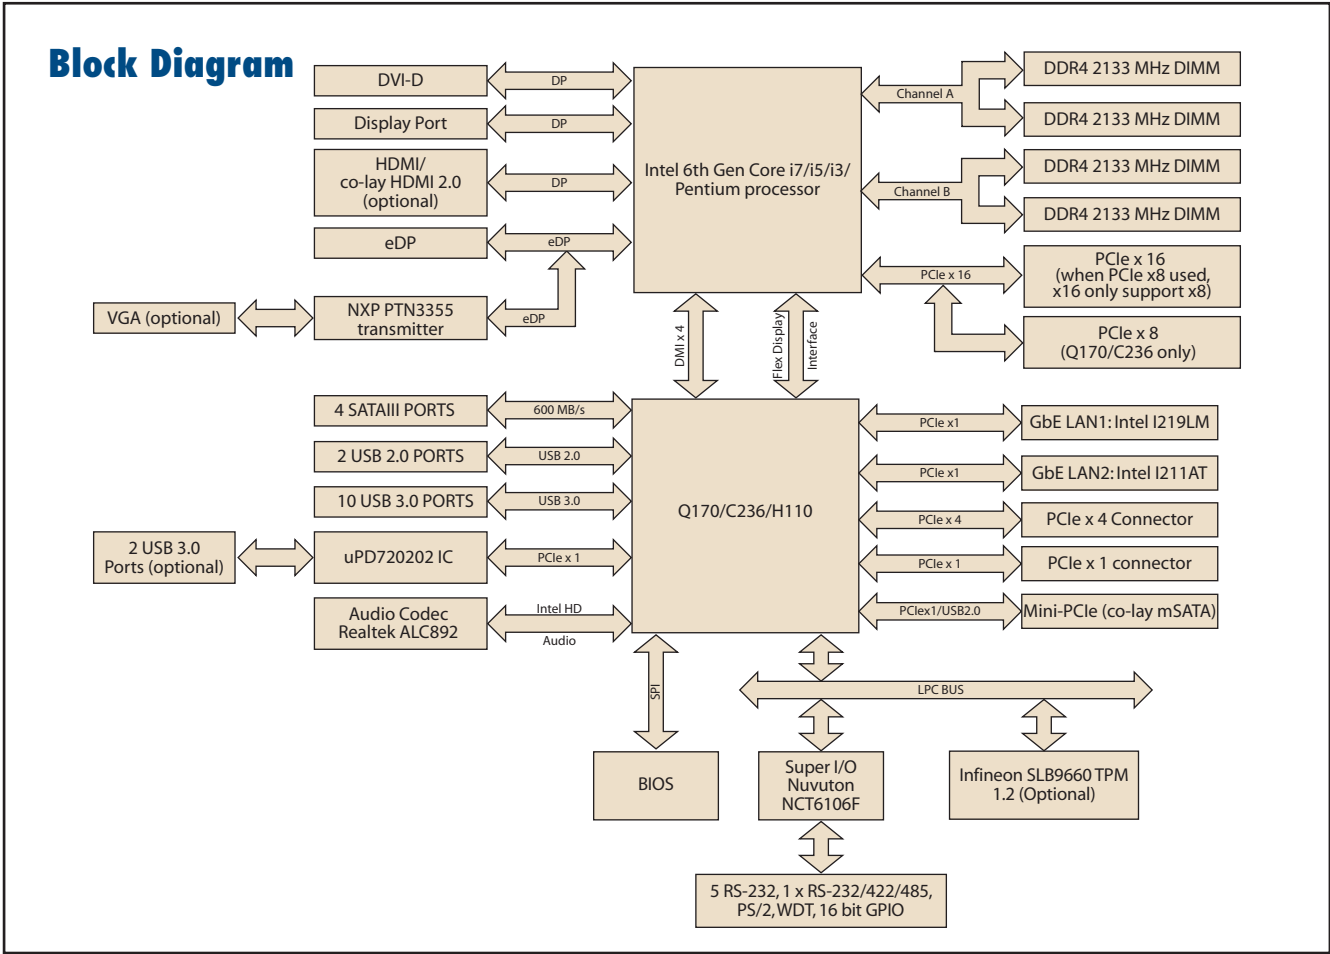 Block Diagram
DVI-D
DP
Display Port
DP
HDMI/
co-lay HDMI 2.0
(optional)
DP
eDP
eDP
VGA (optional)
NXP PTN3355
transmitter
eDP
Intel 6th Gen Core i7/i5/i3/
Pentium processor
Channel A
DDR4 2133 MHz DIMM
DDR4 2133 MHz DIMM
Channel B
DDR4 2133 MHz DIMM
DDR4 2133 MHz DIMM
PCIe x 16
PCIe x 16
(when PCIe x8 used,
x16 only support x8)
PCIe x 8
(Q170/C236 only)
DMI x 4
Flex Display
Interface
4 SATAIII PORTS
600 MB/s
2 USB 2.0 PORTS
USB 2.0
10 USB 3.0 PORTS
USB 3.0
2 USB 3.0
Ports (optional)
uPD720202 IC
PCIe x 1
Audio Codec
Realtek ALC892
Intel HD
Audio
Q170/C236/H110
PCIe x1
GbE LAN1: Intel I219LM
PCIe x1
GbE LAN2: Intel I211AT
PCIe x 4
PCIe x 4 Connector
PCIe x 1
PCIe x 1 connector
PCIex1/USB2.0
Mini-PCIe (co-lay mSATA)
SPI
LPC BUS
BIOS
Super I/O
Nuvuton
NCT6106F
Infineon SLB9660 TPM
1.2 (Optional)
5 RS-232, 1 x RS-232/422/485,
PS/2, WDT, 16 bit GPIO